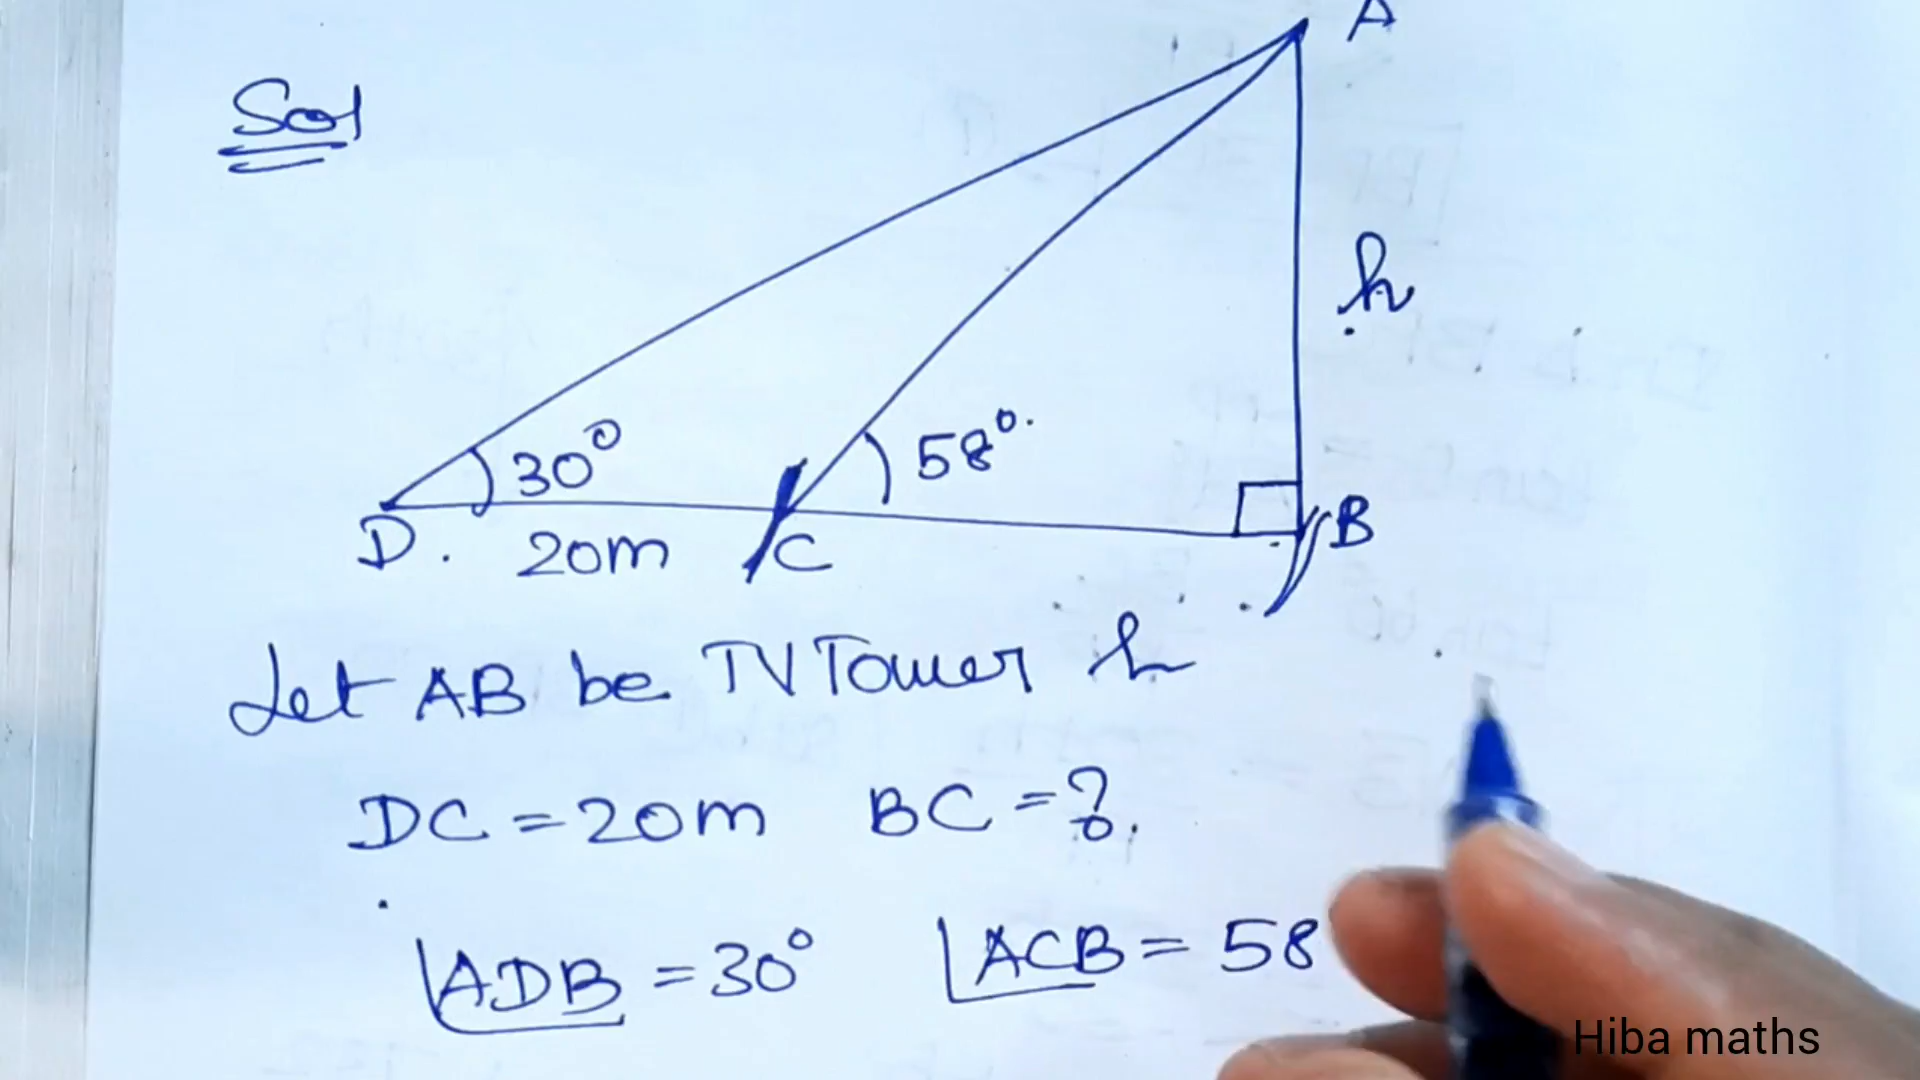 A
Sol
h
30° 58°.
D. 20m C B
Let AB be TV Tower h
DC = 20m BC = ?
∠ADB = 30° ∠ACB = 58
Hiba maths